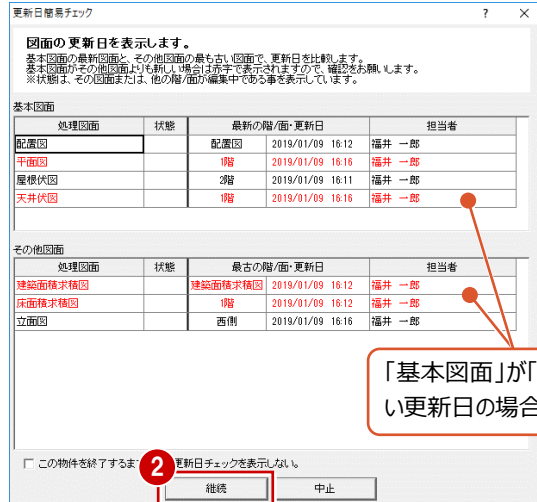 更新日簡易チェック ? ×
図面の更新日を表示します。
基本図面の最新図面と、その他図面の最も古い図面で、更新日を比較します。
基本図面がその他図面よりも新しい場合は赤字で表示されますので、確認をお願いします。
※状態は、その図面または、他の階/面が編集中である事を表示しています。
基本図面
処理図面 状態 最新の階/面・更新日 担当者
配置図 配置図 2019/01/09 16:12 福井 一郎
平面図 1階 2019/01/09 16:16 福井 一郎
屋根伏図 2階 2019/01/09 16:11 福井 一郎
天井伏図 1階 2019/01/09 16:16 福井 一郎
その他図面
処理図面 状態 最古の階/面・更新日 担当者
建築面積求積図 建築面積求積図 2019/01/09 16:12 福井 一郎
床面積求積図 1階 2019/01/09 16:12 福井 一郎
立面図 西側 2019/01/09 16:16 福井 一郎
「基本図面」が「
い更新日の場合
この物件を終了するま 更新日チェックを表示しない。
2
継続 中止